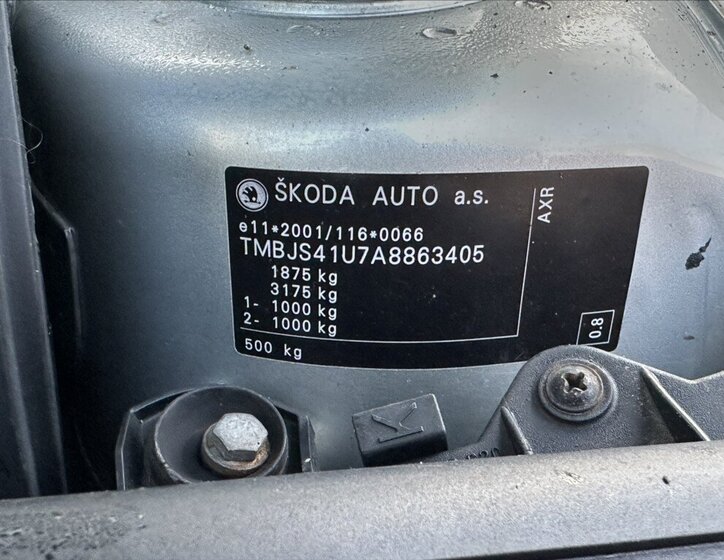 ŠKODA AUTO a.s.
e11*2001/116*0066
TMBJS41U7A8863405
1875 kg
3175 kg
1- 1000 kg
2- 1000 kg
500 kg
AXR
0.8